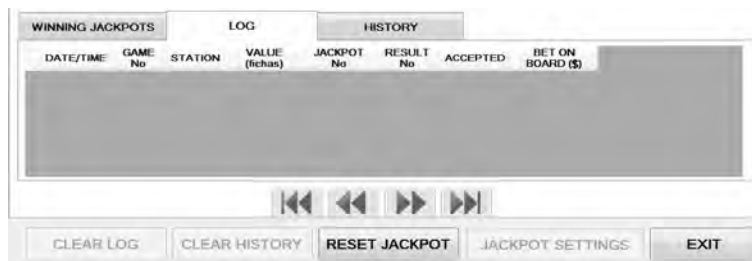 WINNING JACKPOTS LOG HISTORY
DATE/TIME GAME No STATION VALUE (fichas) JACKPOT No RESULT No ACCEPTED BET ON BOARD ($)
CLEAR LOG CLEAR HISTORY RESET JACKPOT JACKPOT SETTINGS EXIT